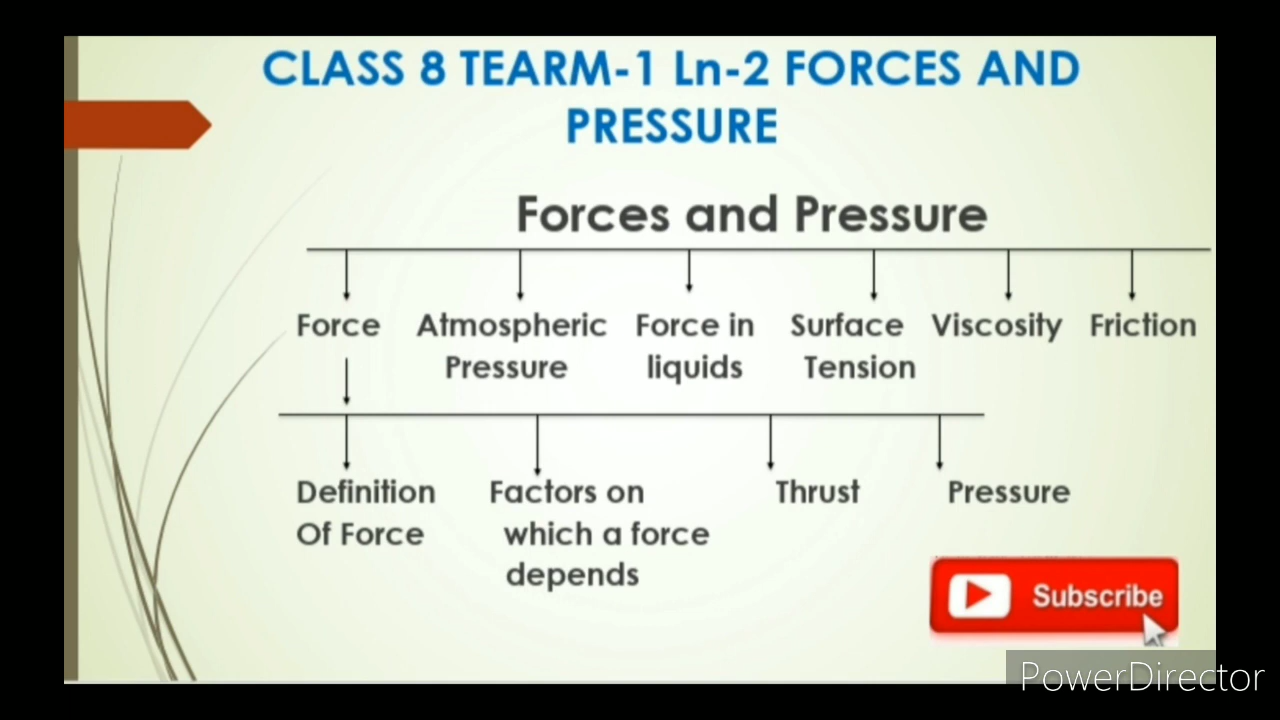 CLASS 8 TEARM-1 Ln-2 FORCES AND
PRESSURE
Forces and Pressure
Force Atmospheric Force in Surface Viscosity Friction
Pressure liquids Tension
Definition Factors on Thrust Pressure
Of Force which a force
depends
Subscribe
PowerDirector